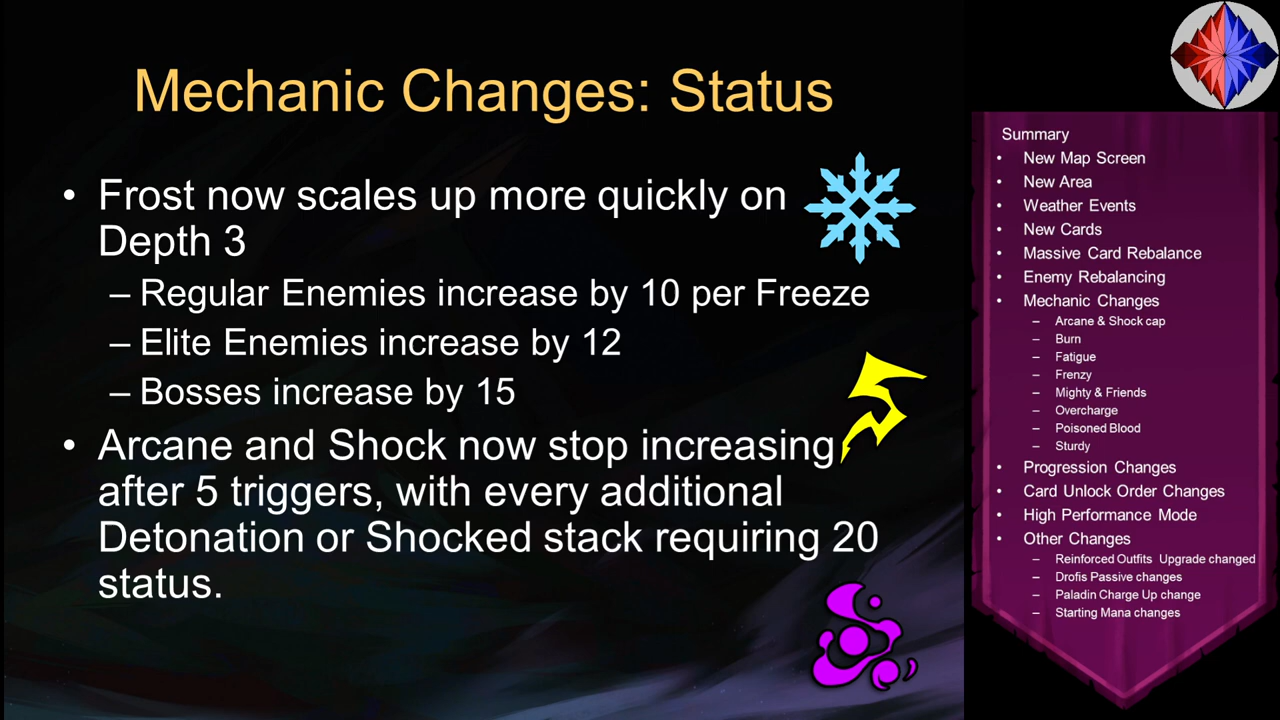 Mechanic Changes: Status
• Frost now scales up more quickly on
Depth 3
– Regular Enemies increase by 10 per Freeze
– Elite Enemies increase by 12
– Bosses increase by 15
• Arcane and Shock now stop increasing
after 5 triggers, with every additional
Detonation or Shocked stack requiring 20
status.
Summary
• New Map Screen
• New Area
• Weather Events
• New Cards
• Massive Card Rebalance
• Enemy Rebalancing
• Mechanic Changes
– Arcane & Shock cap
– Burn
– Fatigue
– Frenzy
– Mighty & Friends
– Overcharge
– Poisoned Blood
– Sturdy
• Progression Changes
• Card Unlock Order Changes
• High Performance Mode
• Other Changes
– Reinforced Outfits Upgrade changed
– Drofis Passive changes
– Paladin Charge Up change
– Starting Mana changes